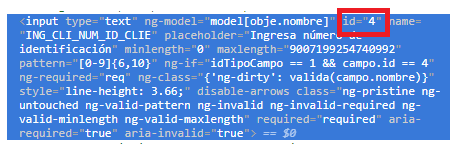 <input type="text" ng-model="model[obje.nombre]" id="4" name=
"ING_CLI_NUM_ID_CLIE" placeholder="Ingresa número de
identificación" minlength="0" maxlength="9007199254740992"
pattern="[0-9]{6,10}" ng-if="idTipoCampo == 1 && campo.id == 4"
ng-required="req" ng-class="{'ng-dirty': valida(campo.nombre)}"
style="line-height: 3.66;" disable-arrows class="ng-pristine ng-
untouched ng-valid-pattern ng-invalid ng-invalid-required ng-
valid-minlength ng-valid-maxlength" required="required" aria-
required="true" aria-invalid="true"> == $0